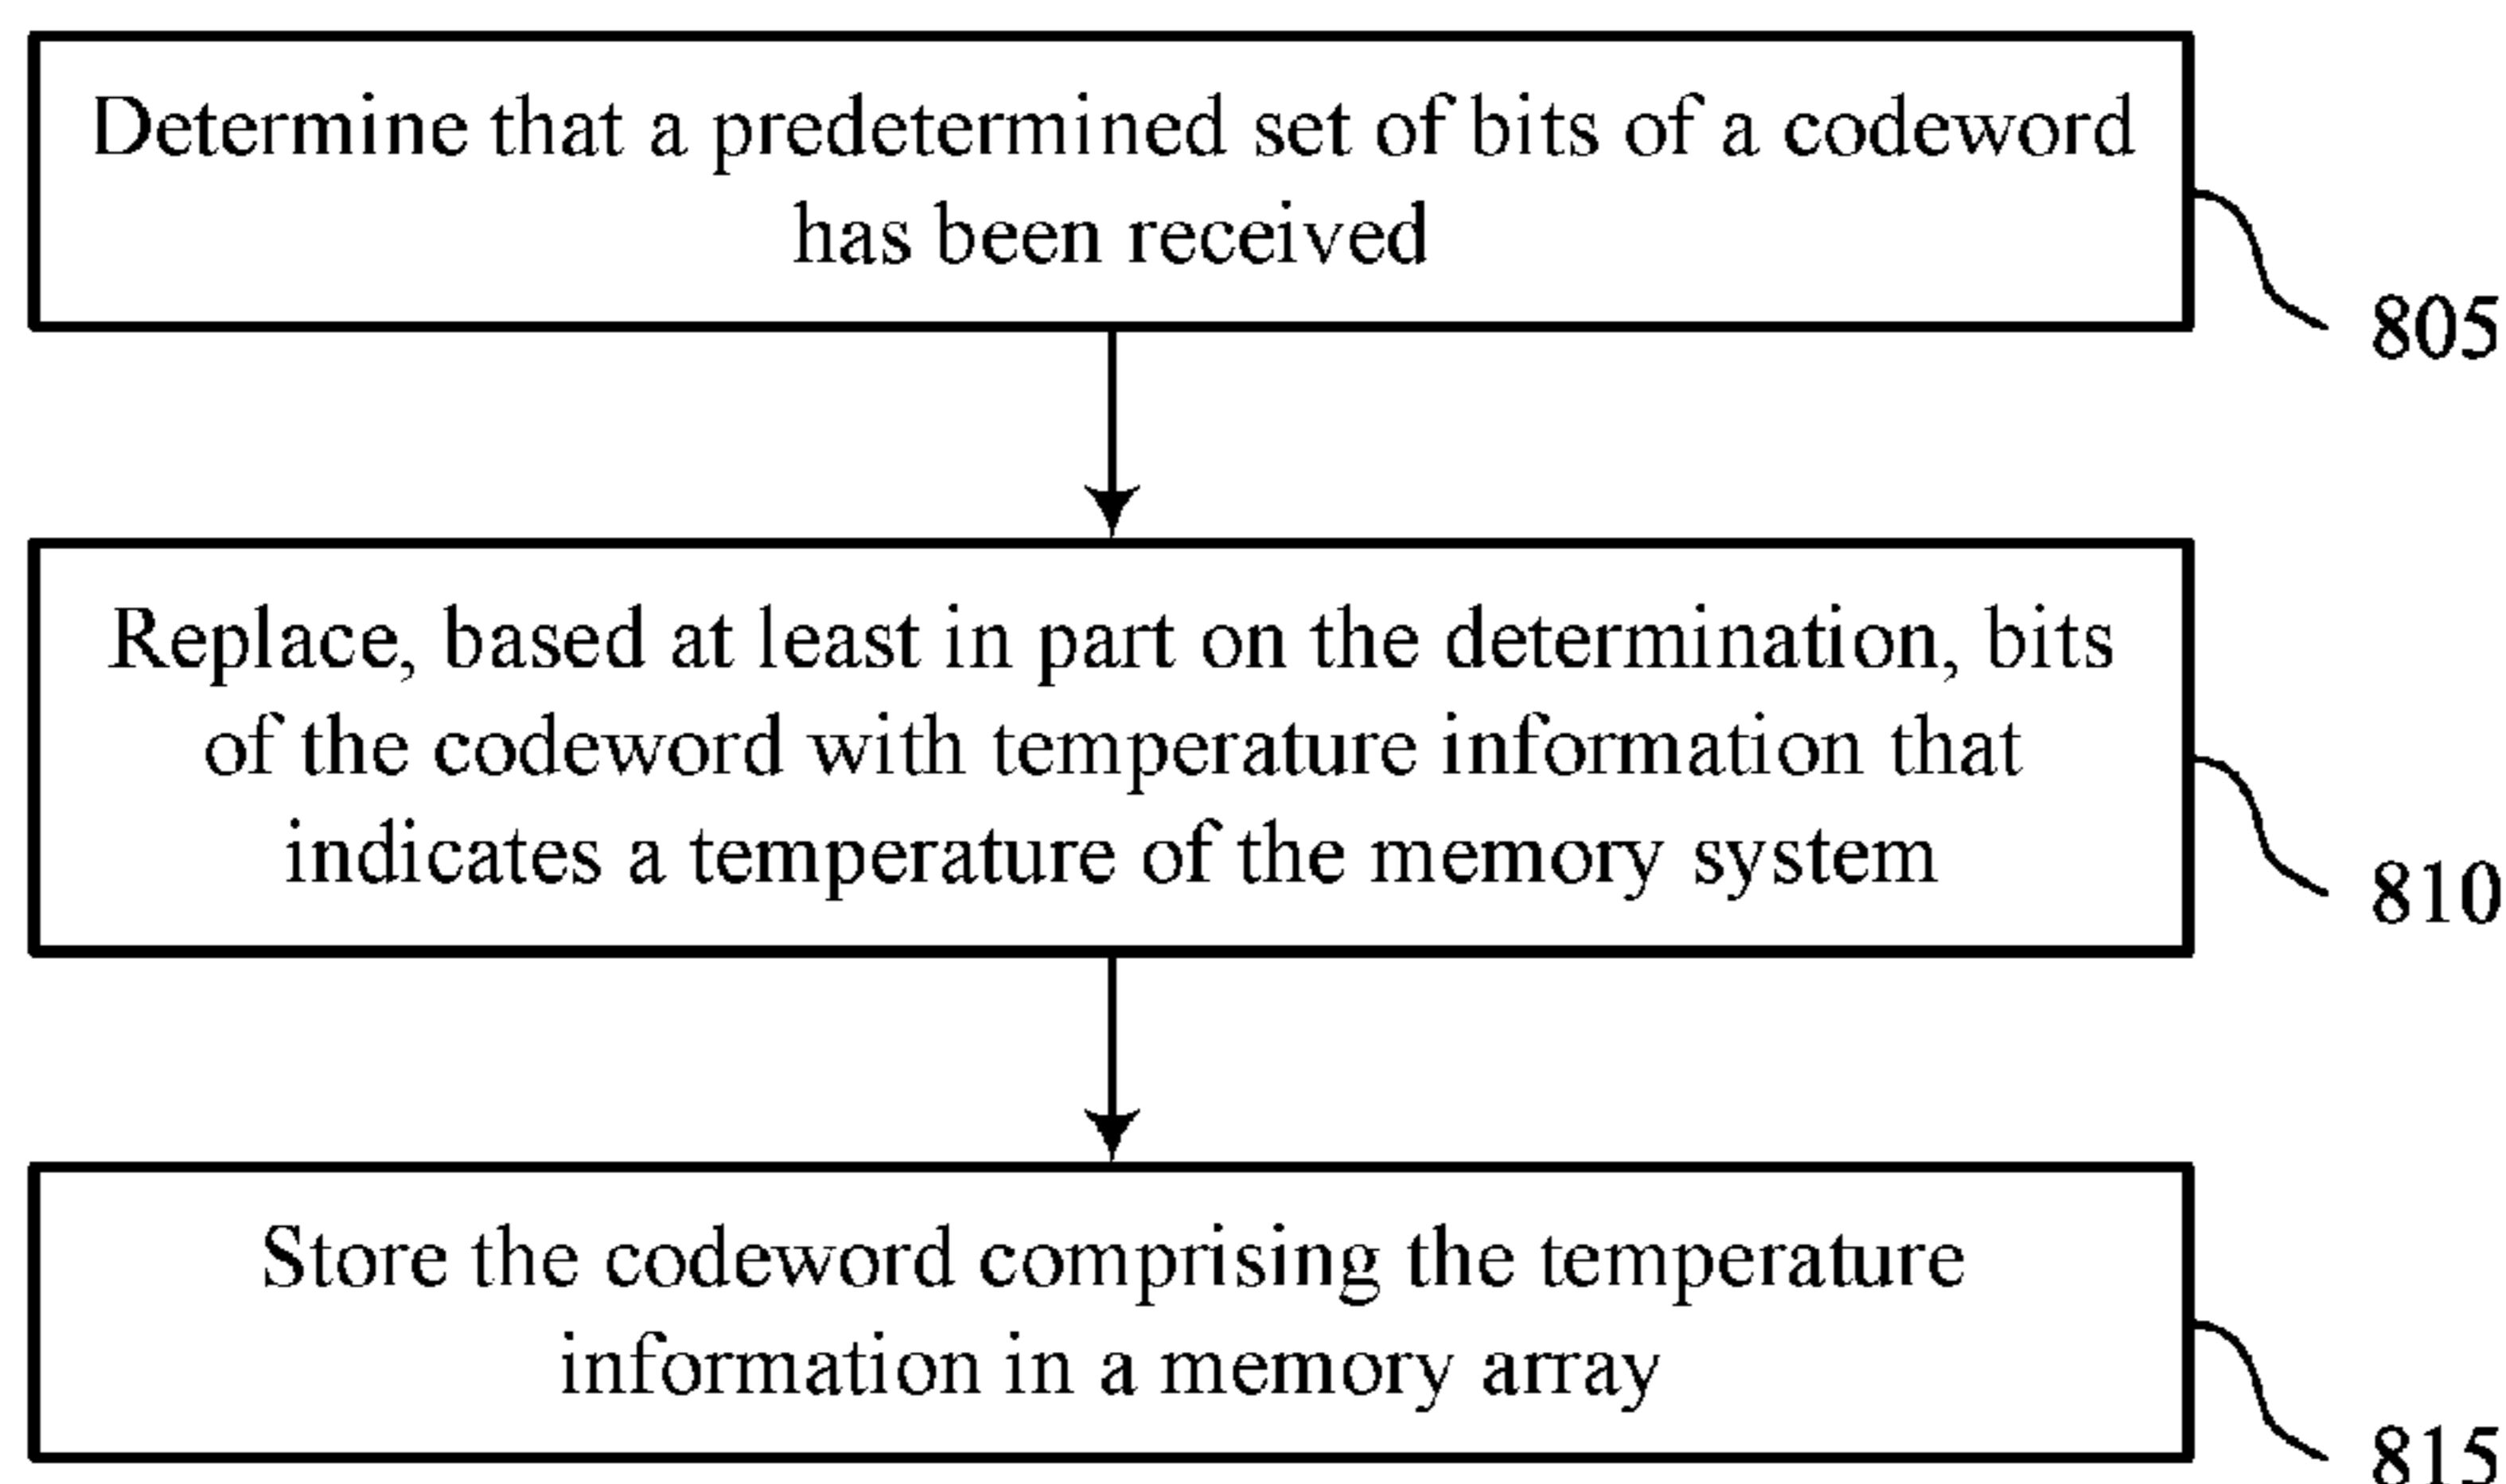 Determine that a predetermined set of bits of a codeword
has been received
805
Replace, based at least in part on the determination, bits
of the codeword with temperature information that
indicates a temperature of the memory system
810
Store the codeword comprising the temperature
information in a memory array
815